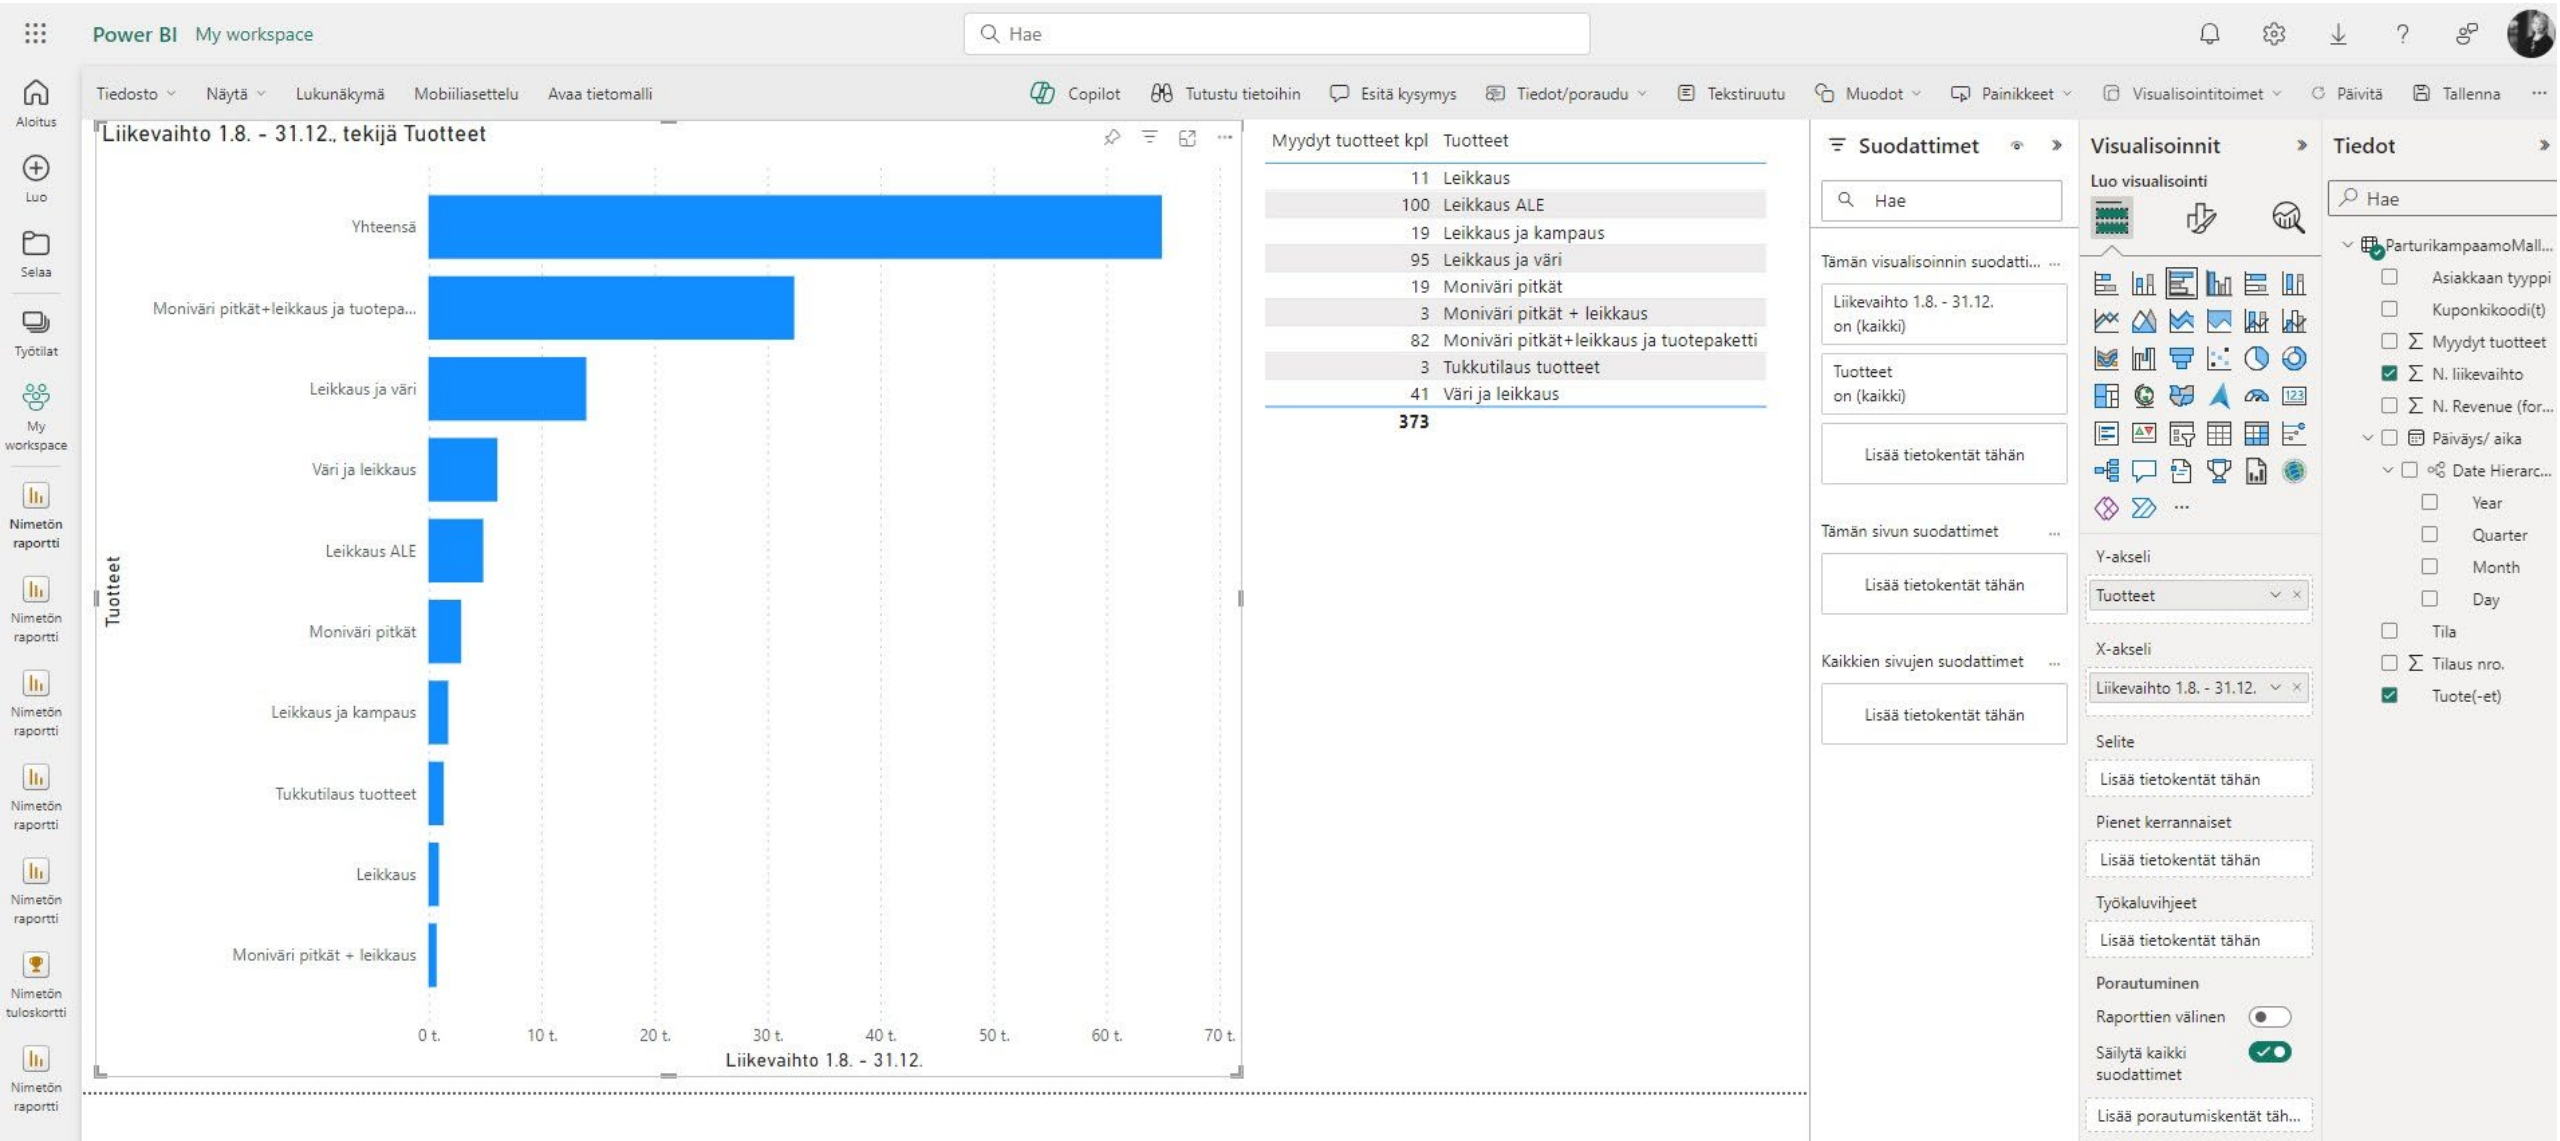 Power BI My workspace
Hae
Aloitus
Luo
Selaa
Työtilat
My
workspace
Nimetön
raportti
Nimetön
raportti
Nimetön
raportti
Nimetön
raportti
Nimetön
raportti
Nimetön
tuloskortti
Nimetön
raportti
Tiedosto Näytä Lukunäkymä Mobiiliasettelu Avaa tietomalli
Copilot Tutustu tietoihin Esitä kysymys Tiedot/poraudu Tekstiruutu Muodot Painikkeet Visualisointitoimet Päivitä Tallenna ...
Liikevaihto 1.8. - 31.12., tekijä Tuotteet
Tuotteet
Yhteensä
Moniväri pitkät+leikkaus ja tuotepa...
Leikkaus ja väri
Väri ja leikkaus
Leikkaus ALE
Moniväri pitkät
Leikkaus ja kampaus
Tukkutilaus tuotteet
Leikkaus
Moniväri pitkät + leikkaus
0 t. 10 t. 20 t. 30 t. 40 t. 50 t. 60 t. 70 t.
Liikevaihto 1.8. - 31.12.
Myydyt tuotteet kpl Tuotteet
11 Leikkaus
100 Leikkaus ALE
19 Leikkaus ja kampaus
95 Leikkaus ja väri
19 Moniväri pitkät
3 Moniväri pitkät + leikkaus
82 Moniväri pitkät+leikkaus ja tuotepaketti
3 Tukkutilaus tuotteet
41 Väri ja leikkaus
373
Suodattimet
Hae
Tämän visualisoinnin suodatti... ...
Liikevaihto 1.8. - 31.12.
on (kaikki)
Tuotteet
on (kaikki)
Lisää tietokentät tähän
Tämän sivun suodattimet ...
Lisää tietokentät tähän
Kaikkien sivujen suodattimet ...
Lisää tietokentät tähän
Visualisoinnit
Luo visualisointi
123
...
Y-akseli
Tuotteet
X-akseli
Liikevaihto 1.8. - 31.12.
Selite
Lisää tietokentät tähän
Pienet kerrannaiset
Lisää tietokentät tähän
Työkaluvihjeet
Lisää tietokentät tähän
Porautuminen
Raporttien välinen
Säilytä kaikki
suodattimet
Lisää porautumiskentät täh...
Tiedot
Hae
ParturikampaamoMall...
Asiakkaan tyyppi
Kuponkikoodi(t)
Σ Myydyt tuotteet
Σ N. liikevaihto
Σ N. Revenue (for...
Päiväys/ aika
Date Hierarc...
Year
Quarter
Month
Day
Tila
Σ Tilaus nro.
Tuote(-et)